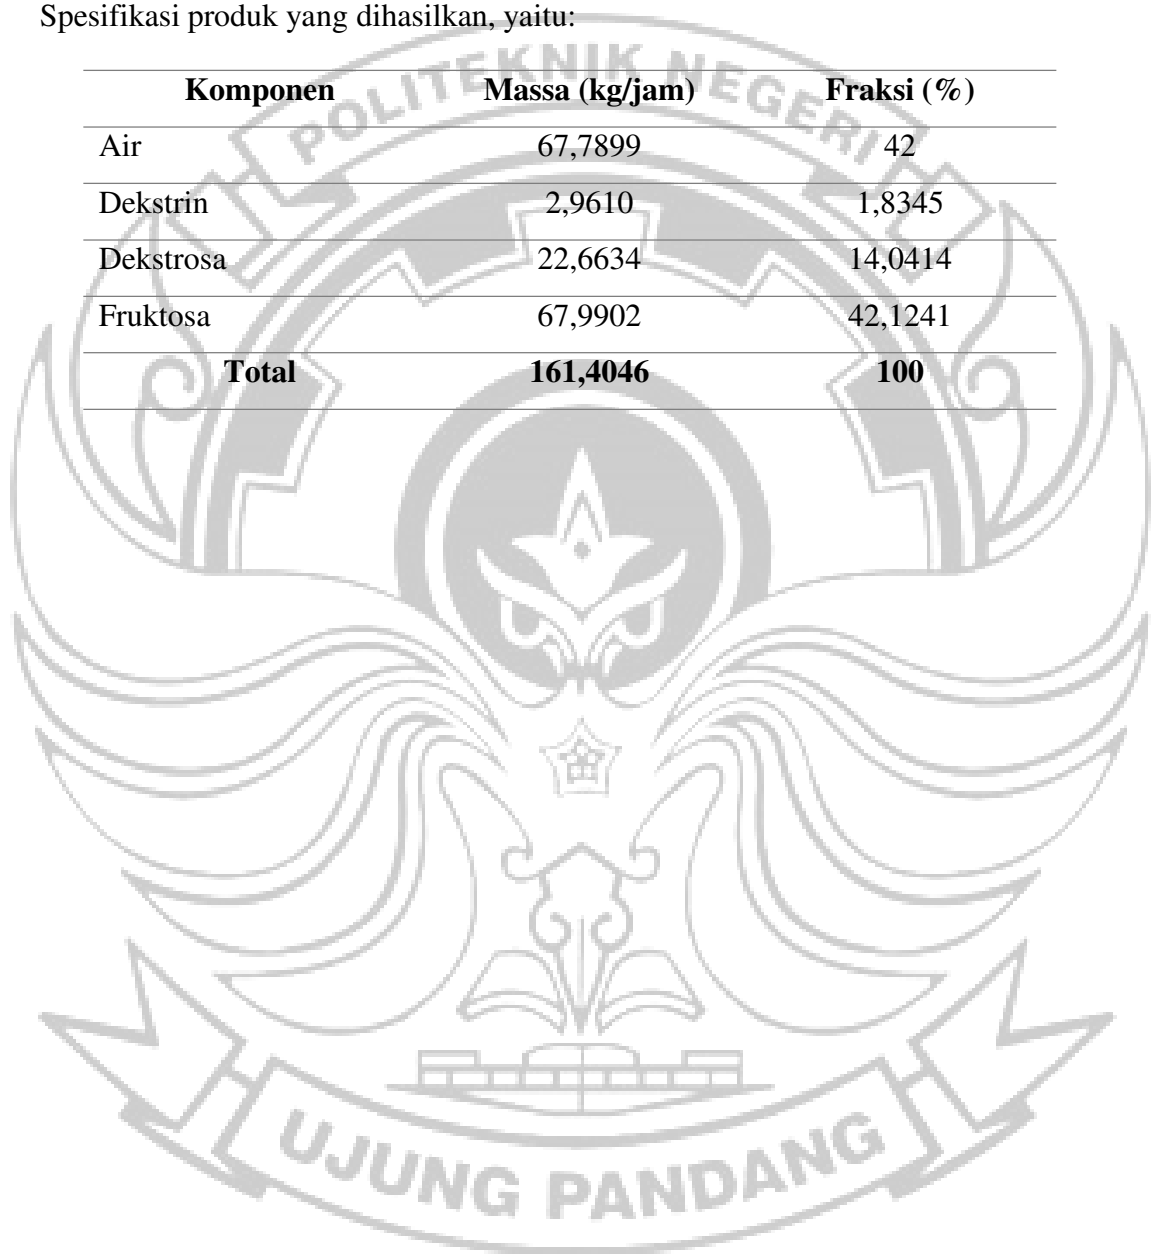 Spesifikasi produk yang dihasilkan, yaitu:
Komponen Massa (kg/jam) Fraksi (%)
Air 67,7899 42
Dekstrin 2,9610 1,8345
Dekstrosa 22,6634 14,0414
Fruktosa 67,9902 42,1241
Total 161,4046 100
POLITEKNIK NEGERI
UJUNG PANDANG